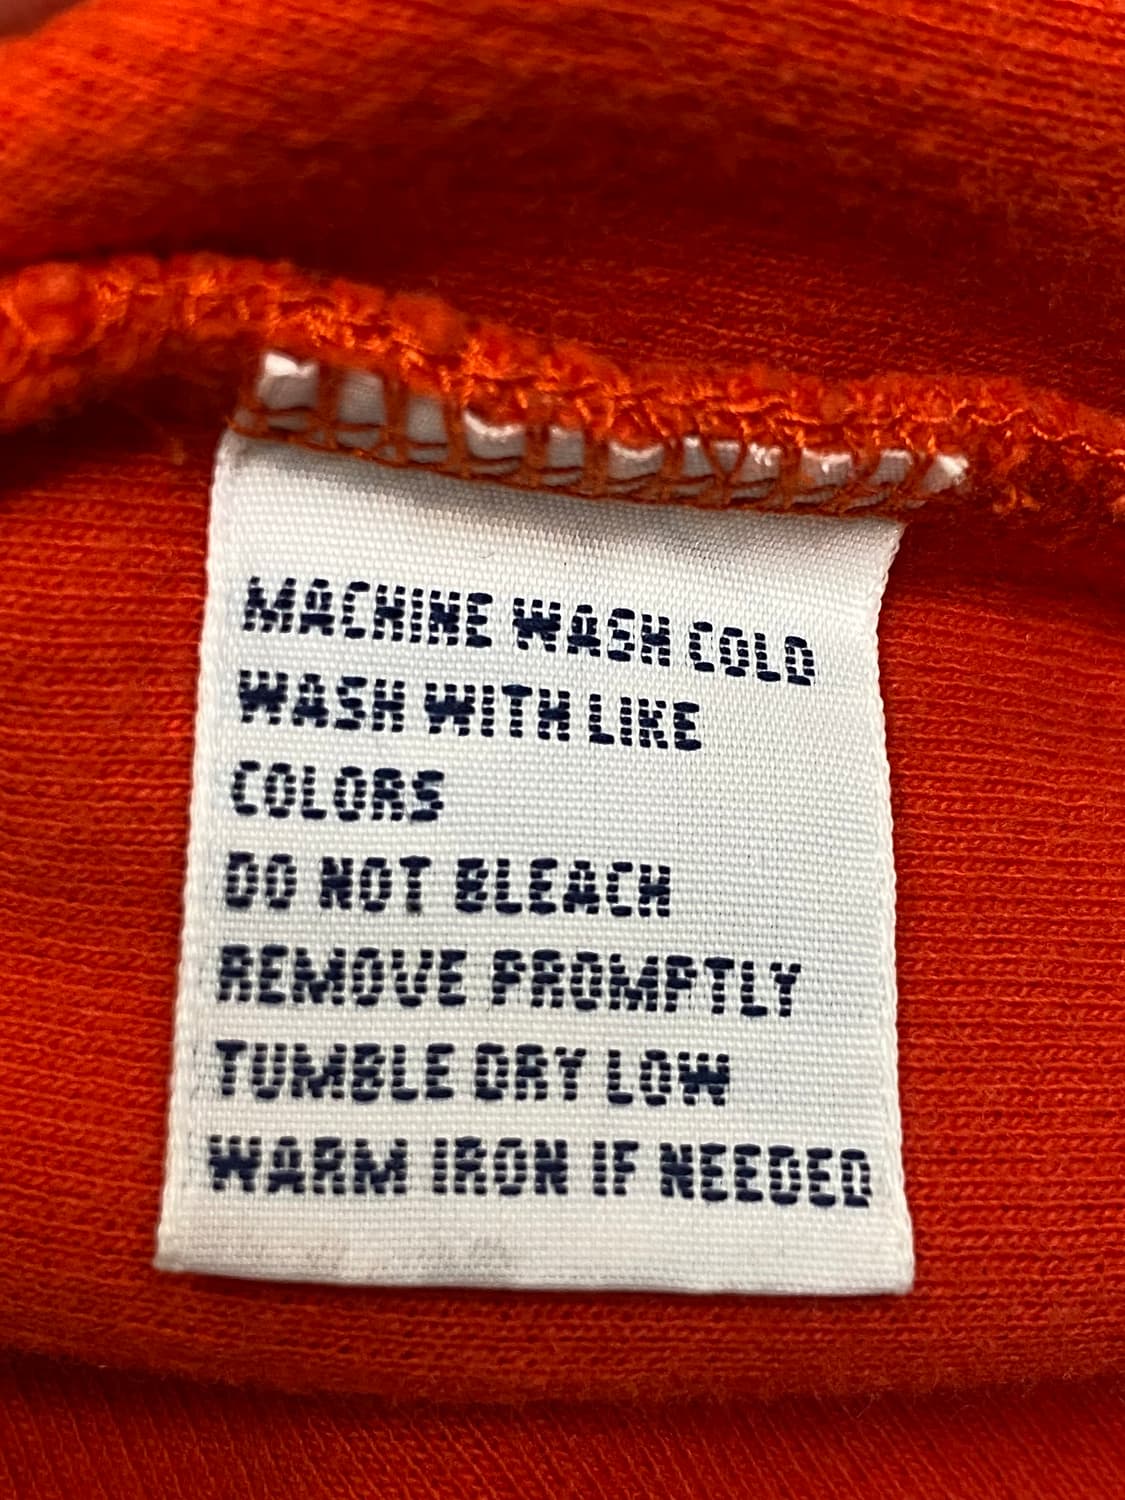 MACHINE WASH COLD
WASH WITH LIKE
COLORS
DO NOT BLEACH
REMOVE PROMPTLY
TUMBLE DRY LOW
WARM IRON IF NEEDED